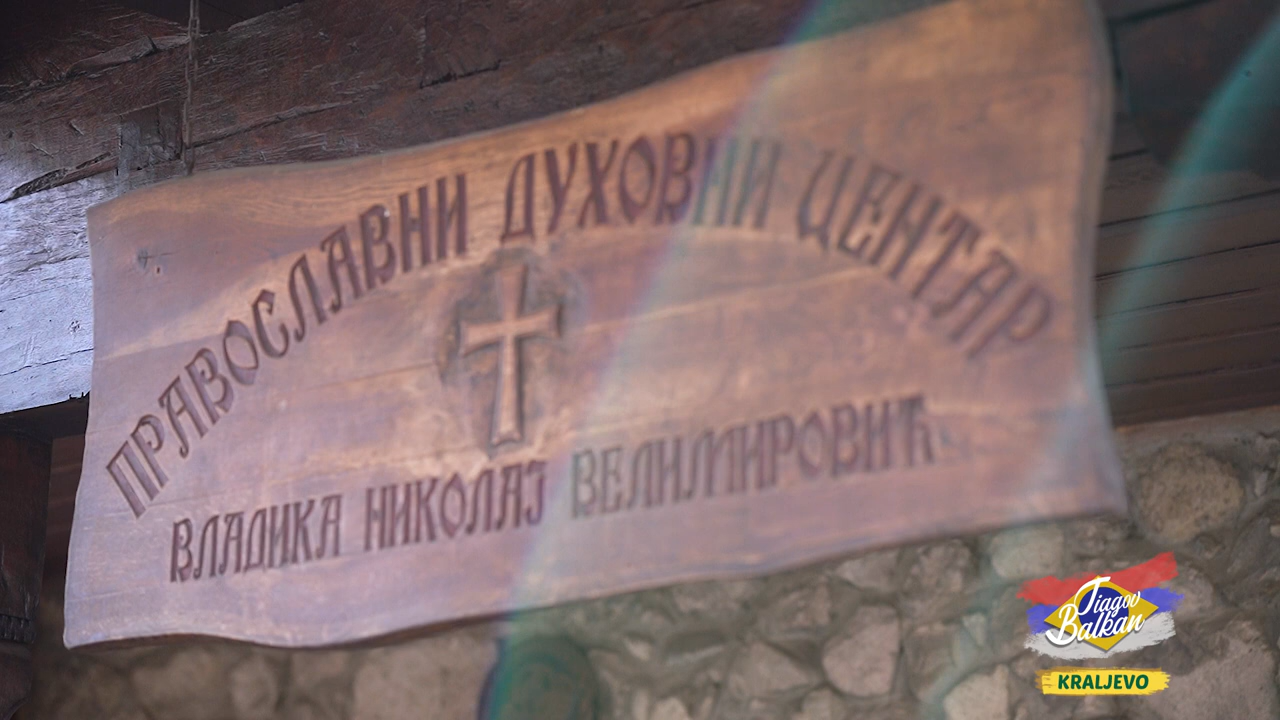 ПРАВОСЛАВНИ ДУХОВНИ ЦЕНТАР
ВЛАДИКА НИКОЛАЈ ВЕЛИМИРОВИЋ
Tiagov
Balkan
KRALJEVO